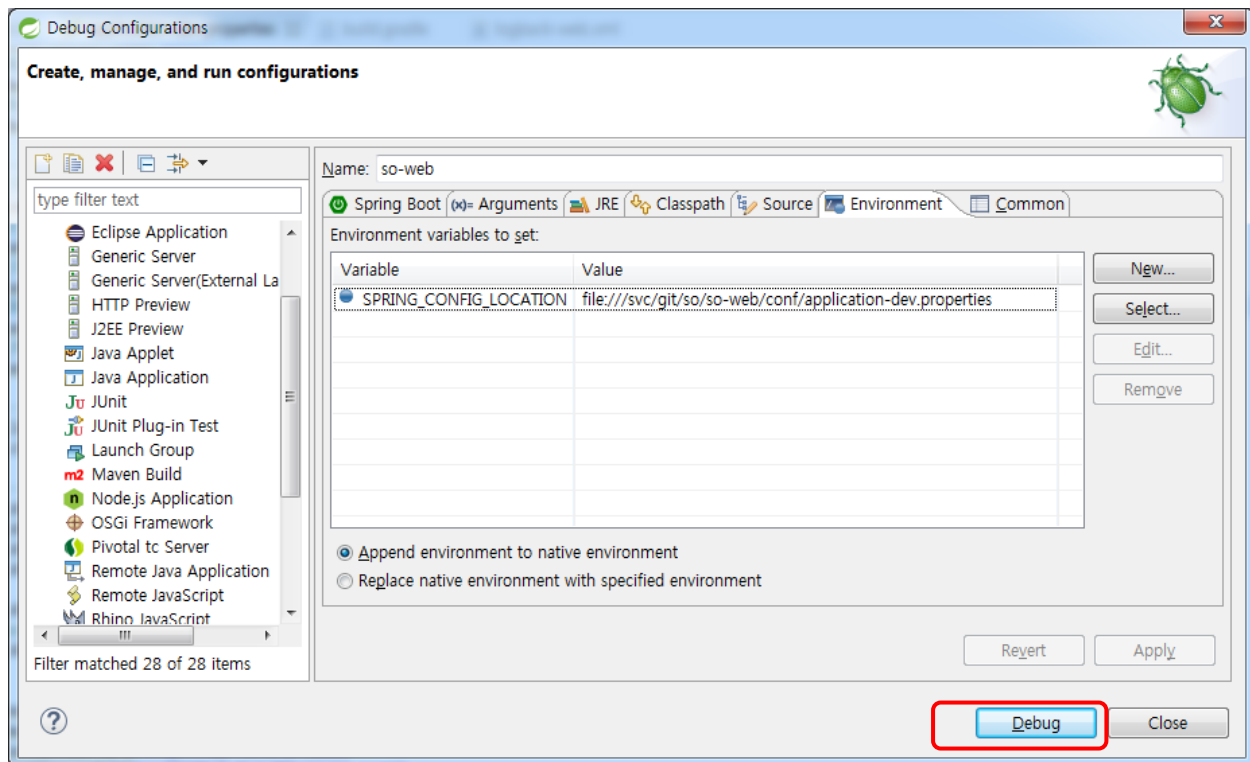 Debug Configurations
Create, manage, and run configurations
type filter text
Eclipse Application
Generic Server
Generic Server(External La
HTTP Preview
J2EE Preview
Java Applet
Java Application
JUnit
JUnit Plug-in Test
Launch Group
Maven Build
Node.js Application
OSGi Framework
Pivotal tc Server
Remote Java Application
Remote JavaScript
Rhino JavaScript
Filter matched 28 of 28 items
Name: so-web
Spring Boot (x)= Arguments JRE Classpath Source Environment Common
Environment variables to set:
Variable Value
SPRING_CONFIG_LOCATION file:///svc/git/so/so-web/conf/application-dev.properties
New...
Select...
Edit...
Remove
Append environment to native environment
Replace native environment with specified environment
Revert Apply
Debug Close